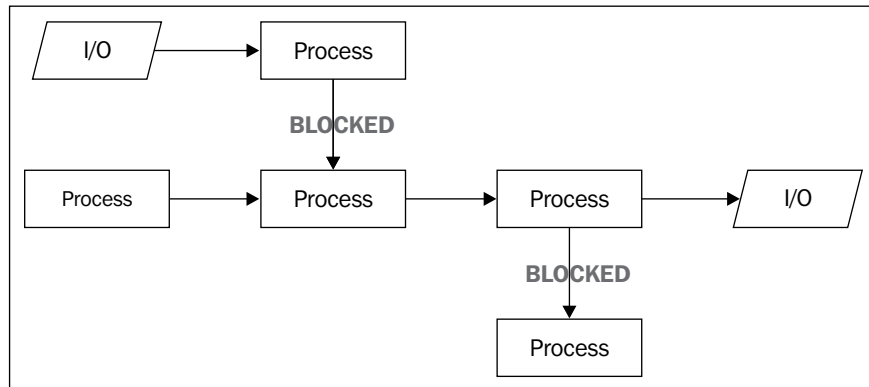 I/O
Process
BLOCKED
Process
Process
Process
I/O
BLOCKED
Process